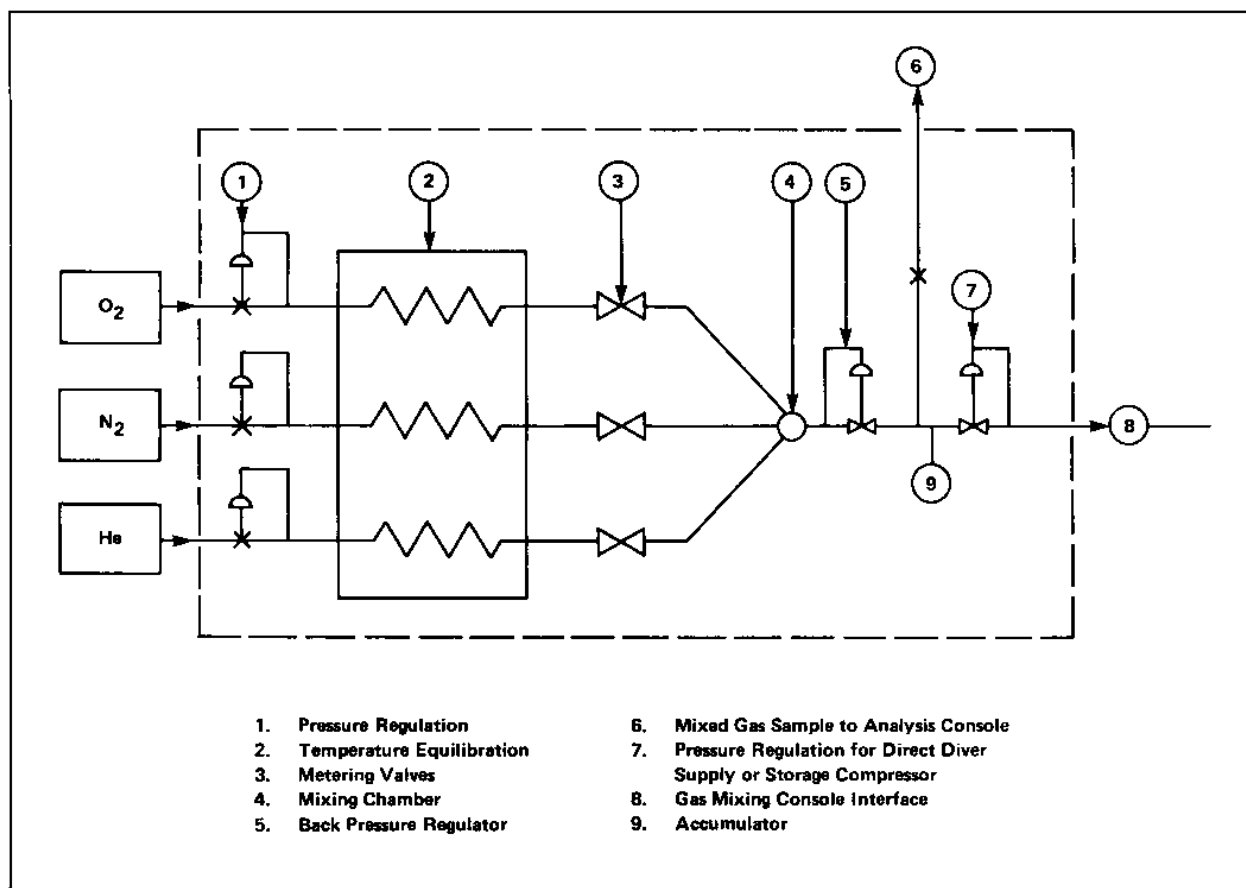 6
1
2
3
4
5
O2
7
N2
8
9
He
1. Pressure Regulation
2. Temperature Equilibration
3. Metering Valves
4. Mixing Chamber
5. Back Pressure Regulator
6. Mixed Gas Sample to Analysis Console
7. Pressure Regulation for Direct Diver
Supply or Storage Compressor
8. Gas Mixing Console Interface
9. Accumulator